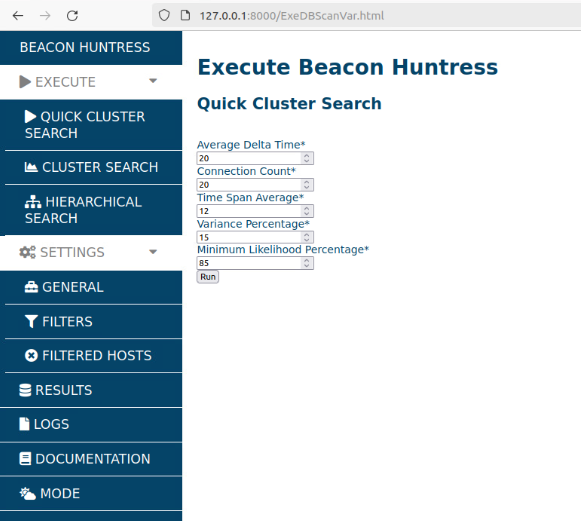 127.0.0.1:8000/ExeDBScanVar.html
BEACON HUNTRESS
EXECUTE
QUICK CLUSTER
SEARCH
CLUSTER SEARCH
HIERARCHICAL
SEARCH
SETTINGS
GENERAL
FILTERS
FILTERED HOSTS
RESULTS
LOGS
DOCUMENTATION
MODE
Execute Beacon Huntress
Quick Cluster Search
Average Delta Time*
20
Connection Count*
20
Time Span Average*
12
Variance Percentage*
15
Minimum Likelihood Percentage*
85
Run